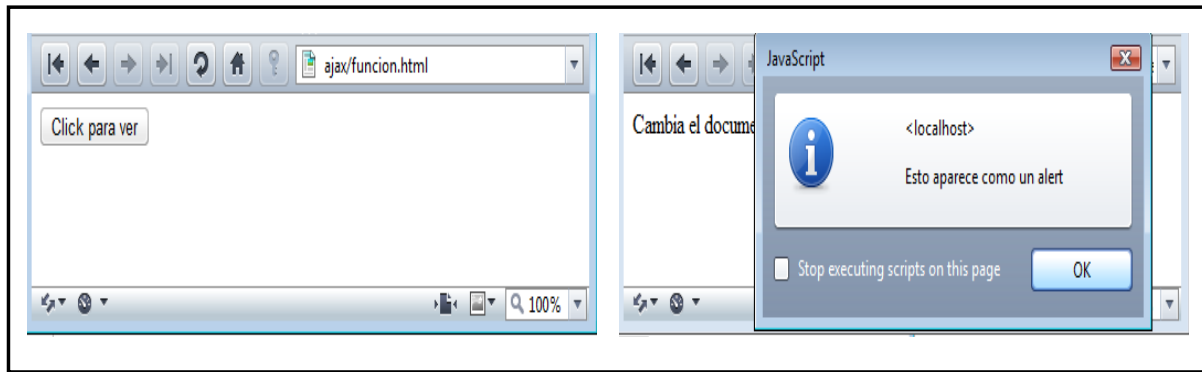 ajax/funcion.html
Click para ver
100%
JavaScript
Cambia el docume
<localhost>
Esto aparece como un alert
Stop executing scripts on this page
OK